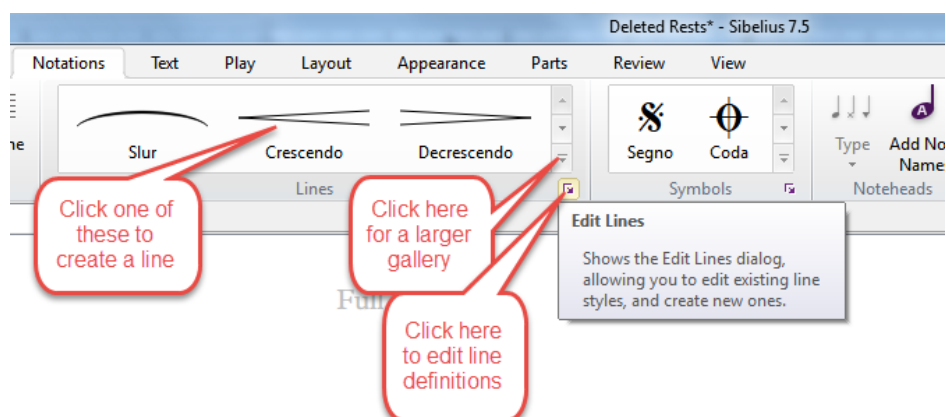 Deleted Rests* - Sibelius 7.5
Notations Text Play Layout Appearance Parts Review View
Slur Crescendo Decrescendo Segno Coda Type Add No
Name
Lines Symbols Noteheads
Click one of
these to
create a line
Click here
for a larger
gallery
Edit Lines
Shows the Edit Lines dialog,
allowing you to edit existing line
styles, and create new ones.
Click here
to edit line
definitions